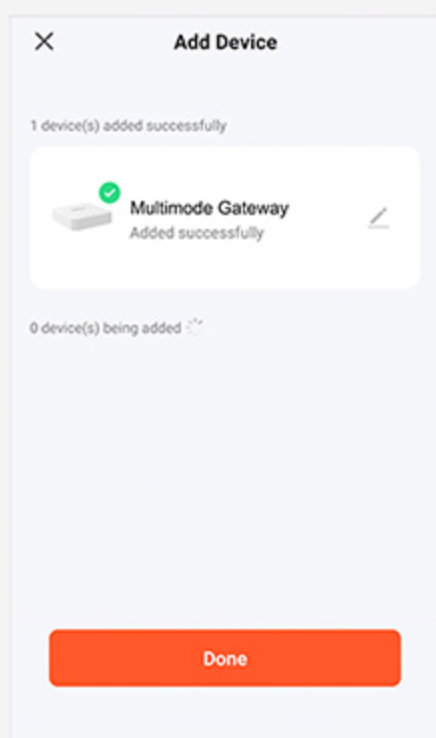 Add Device
1 device(s) added successfully
Multimode Gateway
Added successfully
0 device(s) being added
Done